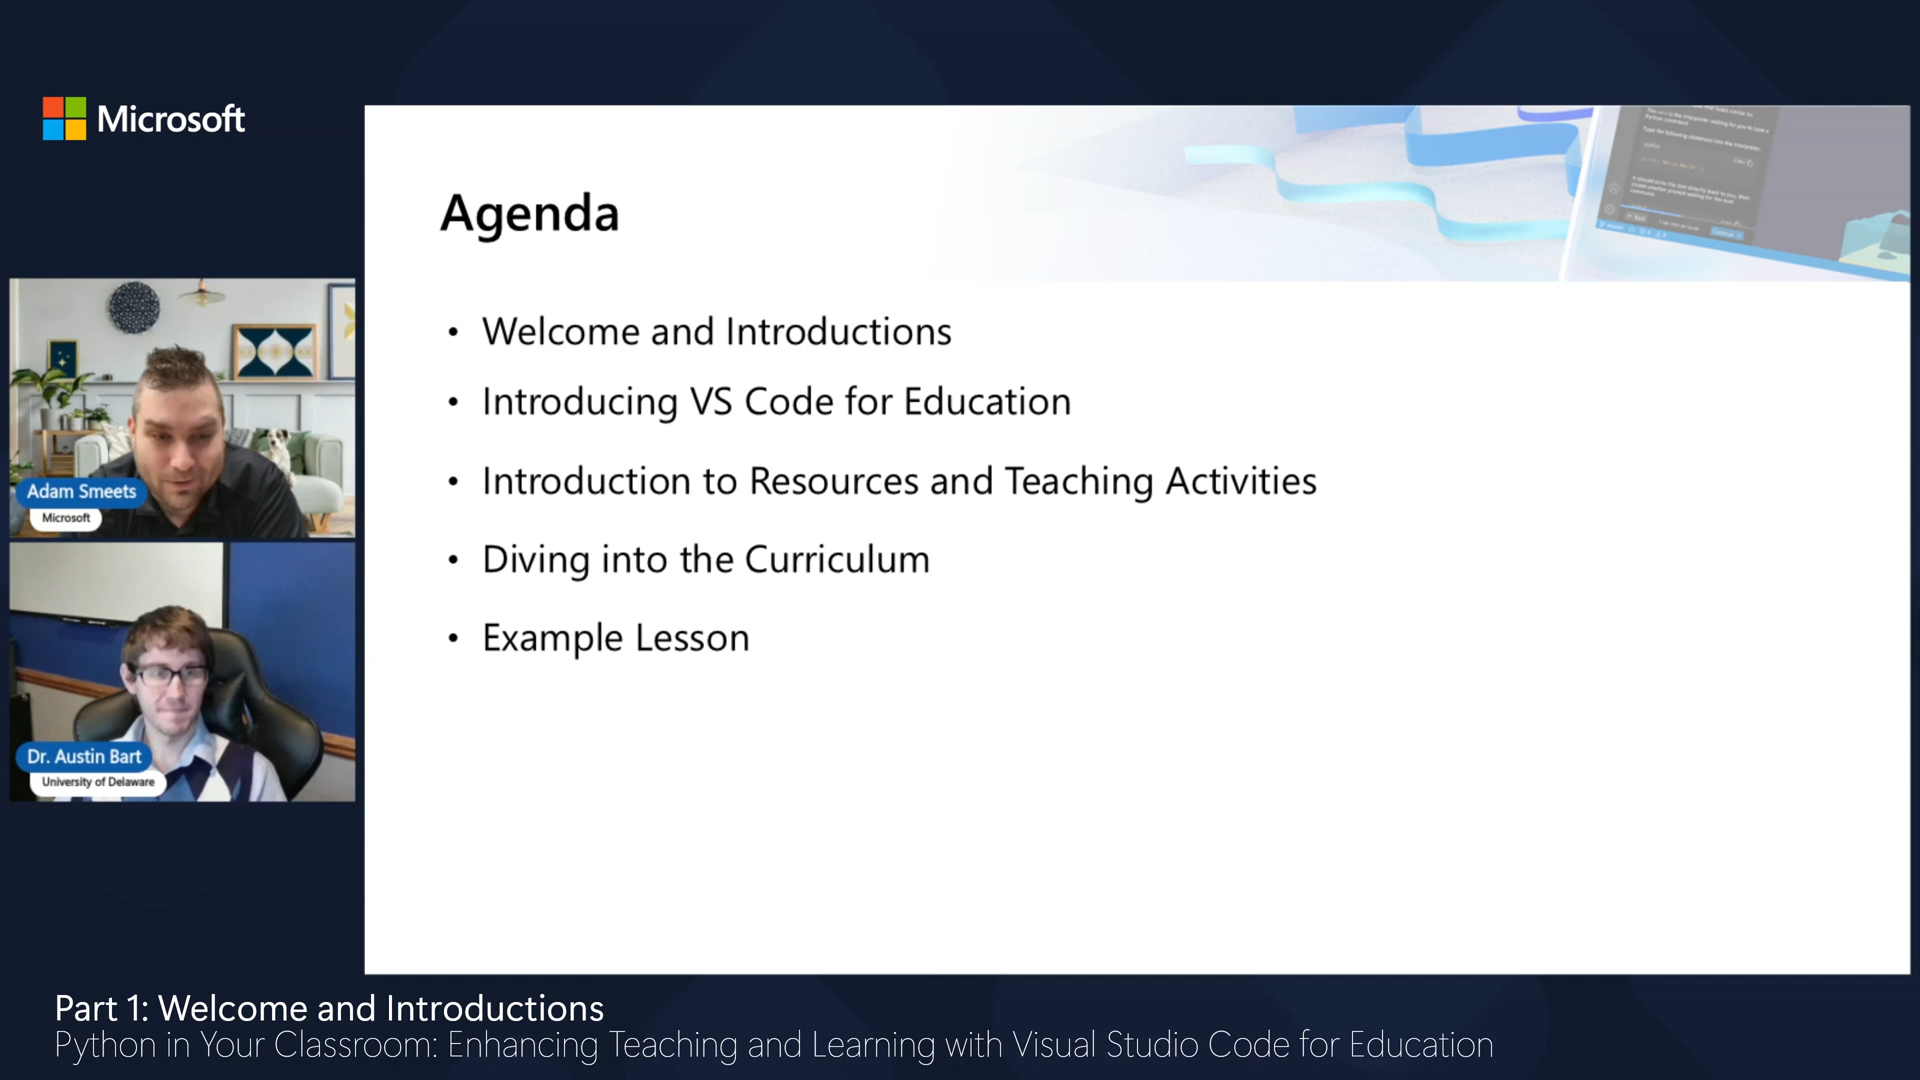 Microsoft
Agenda
• Welcome and Introductions
• Introducing VS Code for Education
• Introduction to Resources and Teaching Activities
• Diving into the Curriculum
• Example Lesson
Adam Smeets
Microsoft
Dr. Austin Bart
University of Delaware
Part 1: Welcome and Introductions
Python in Your Classroom: Enhancing Teaching and Learning with Visual Studio Code for Education